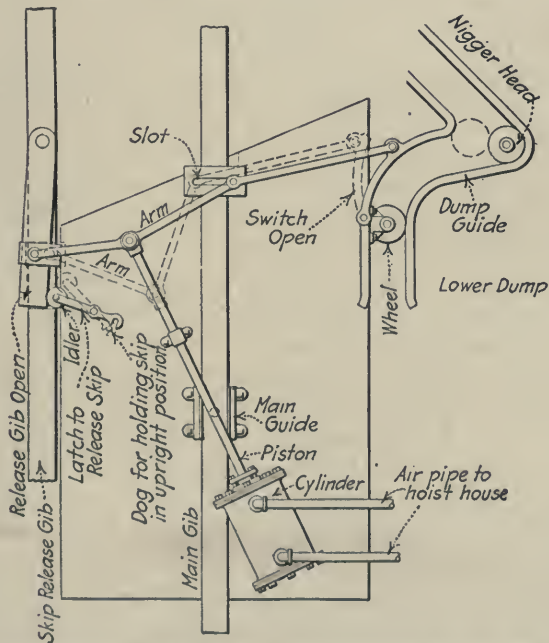 Nigger Head
Slot
Arm
Switch
Open
Dump
Guide
Arm
Wheel
Lower Dump
Release Gib Open
Skip Release Gib
Idler
Latch to
Release Skip
Dog for holding skip
in upright position
Main Gib
Main
Guide
Piston
Cylinder
Air pipe to
hoist house